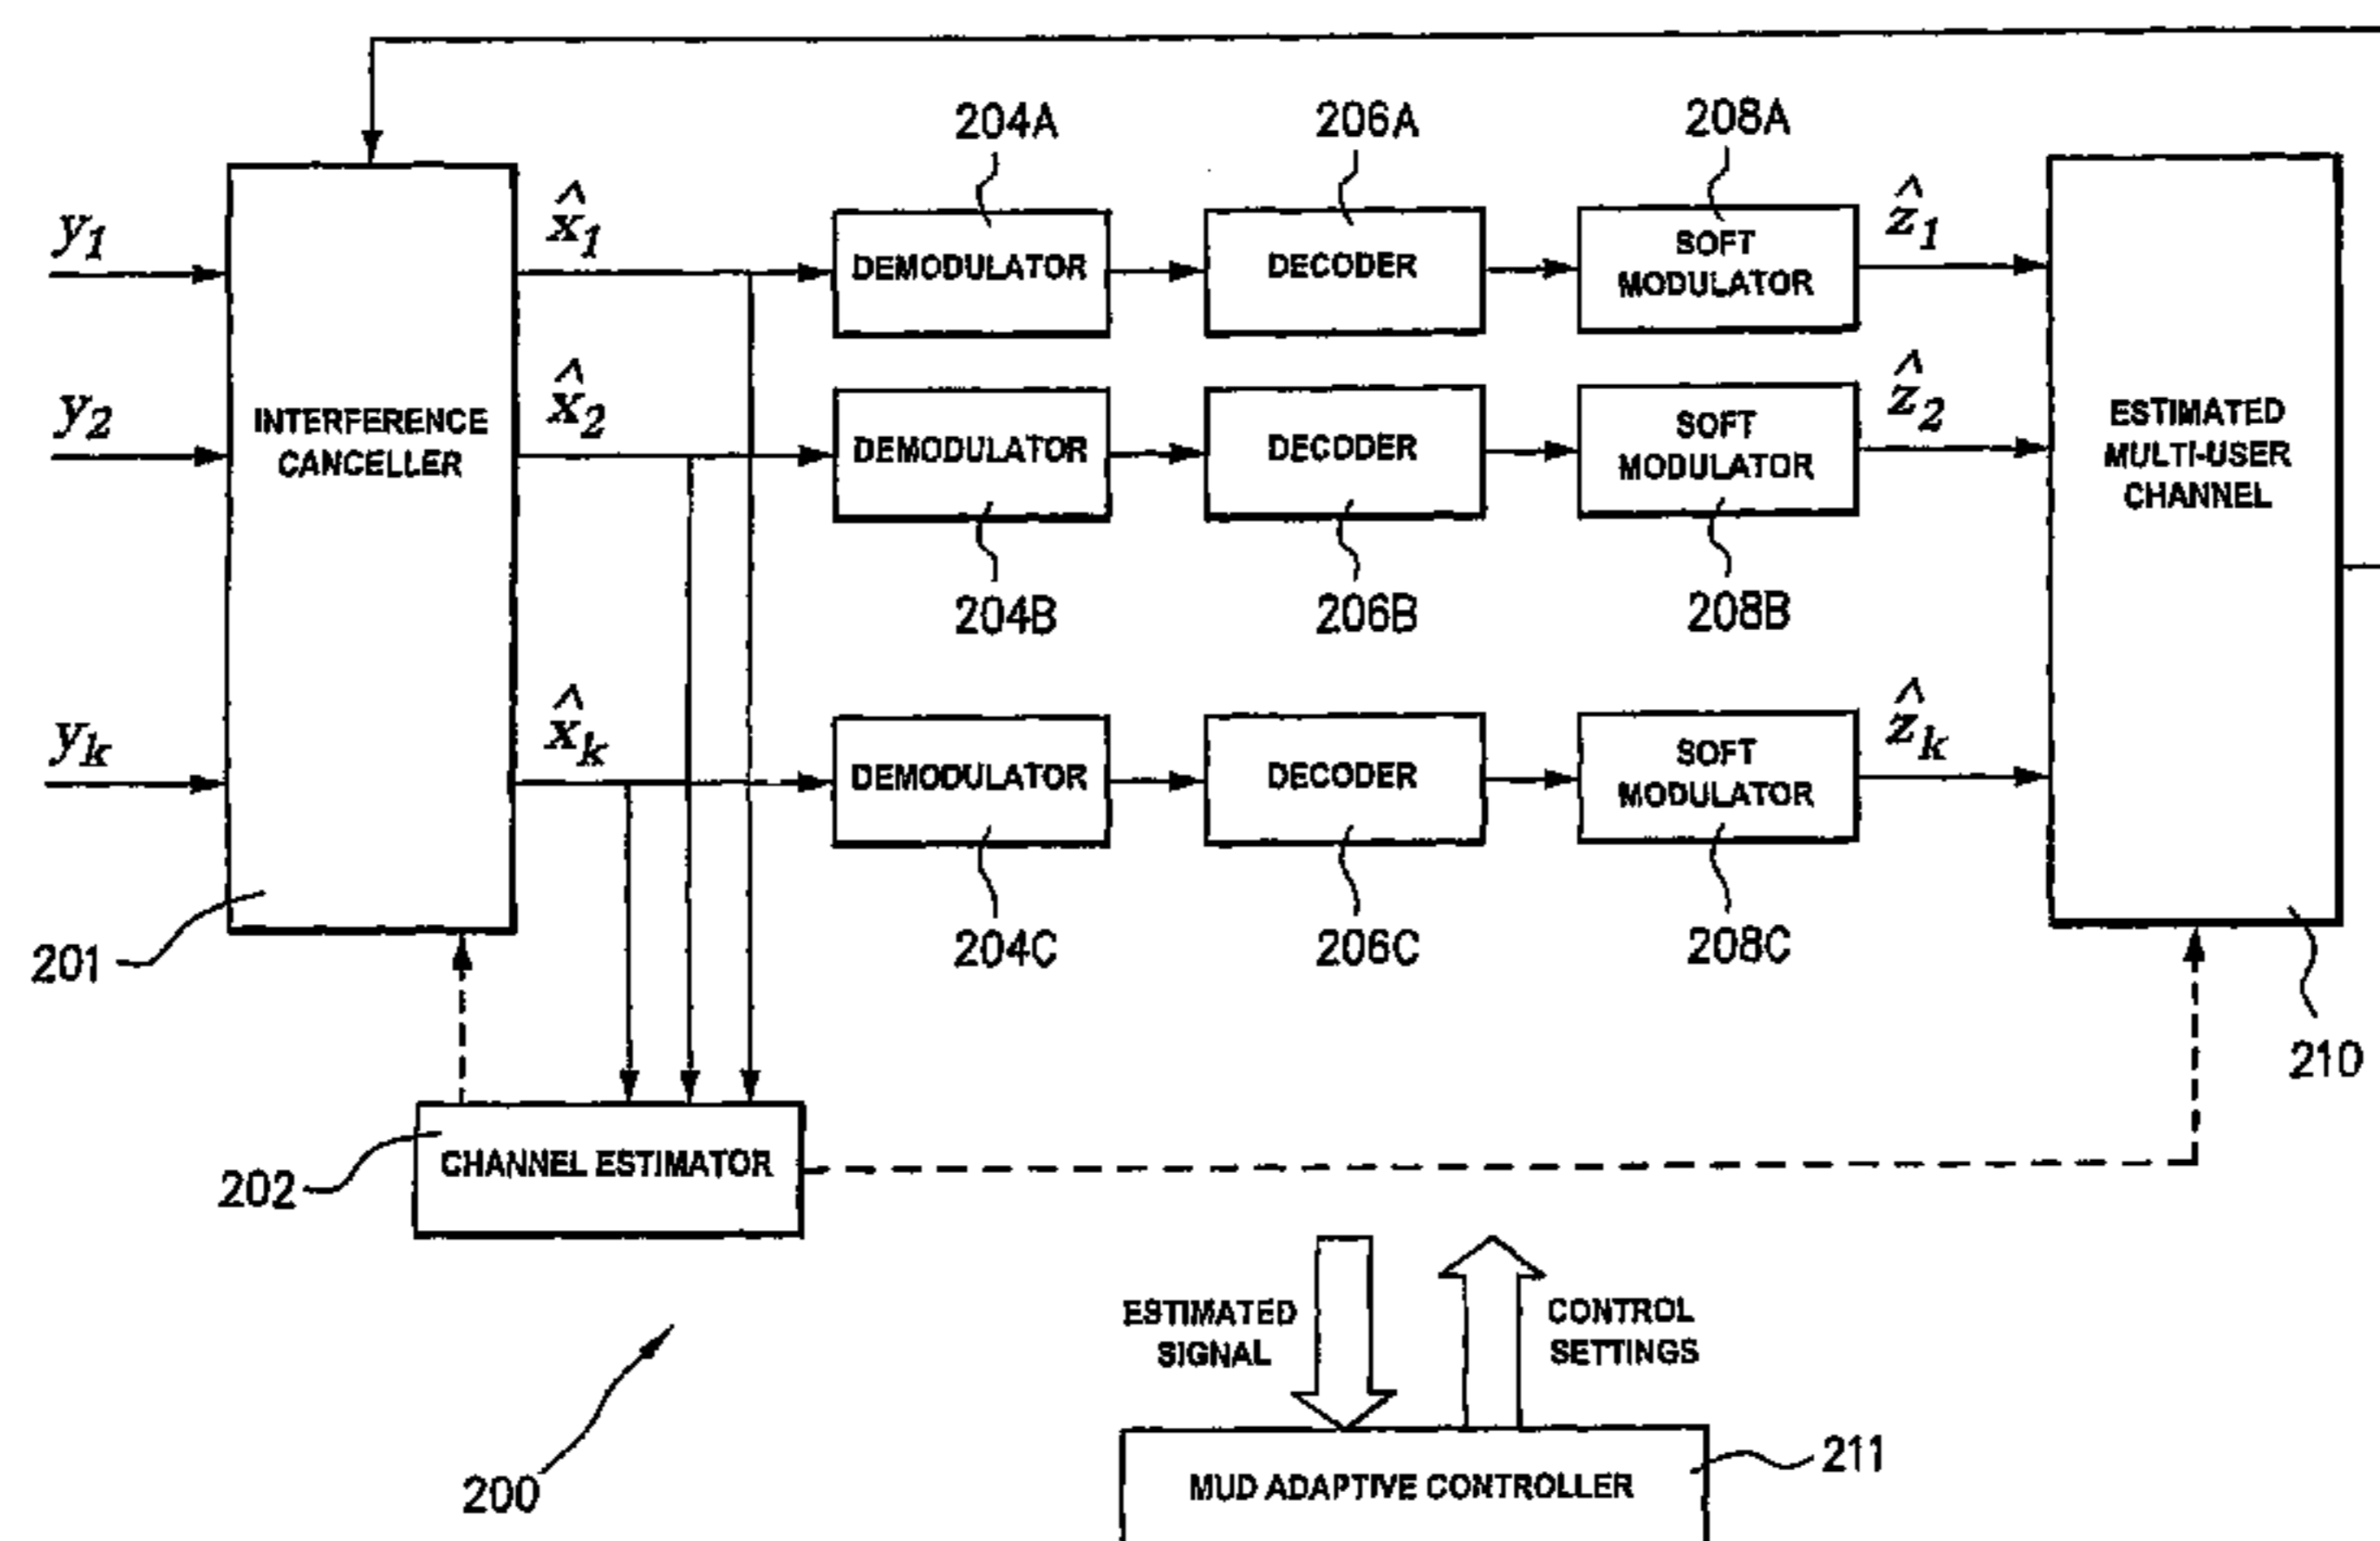 204A
206A
208A
y1
x̂1
DEMODULATOR
DECODER
SOFT
MODULATOR
ẑ1
y2
x̂2
INTERFERENCE
CANCELLER
DEMODULATOR
DECODER
SOFT
MODULATOR
ẑ2
ESTIMATED
MULTI-USER
CHANNEL
204B
206B
208B
yk
x̂k
DEMODULATOR
DECODER
SOFT
MODULATOR
ẑk
201
204C
206C
208C
210
202
CHANNEL ESTIMATOR
ESTIMATED
SIGNAL
CONTROL
SETTINGS
200
MUD ADAPTIVE CONTROLLER
211